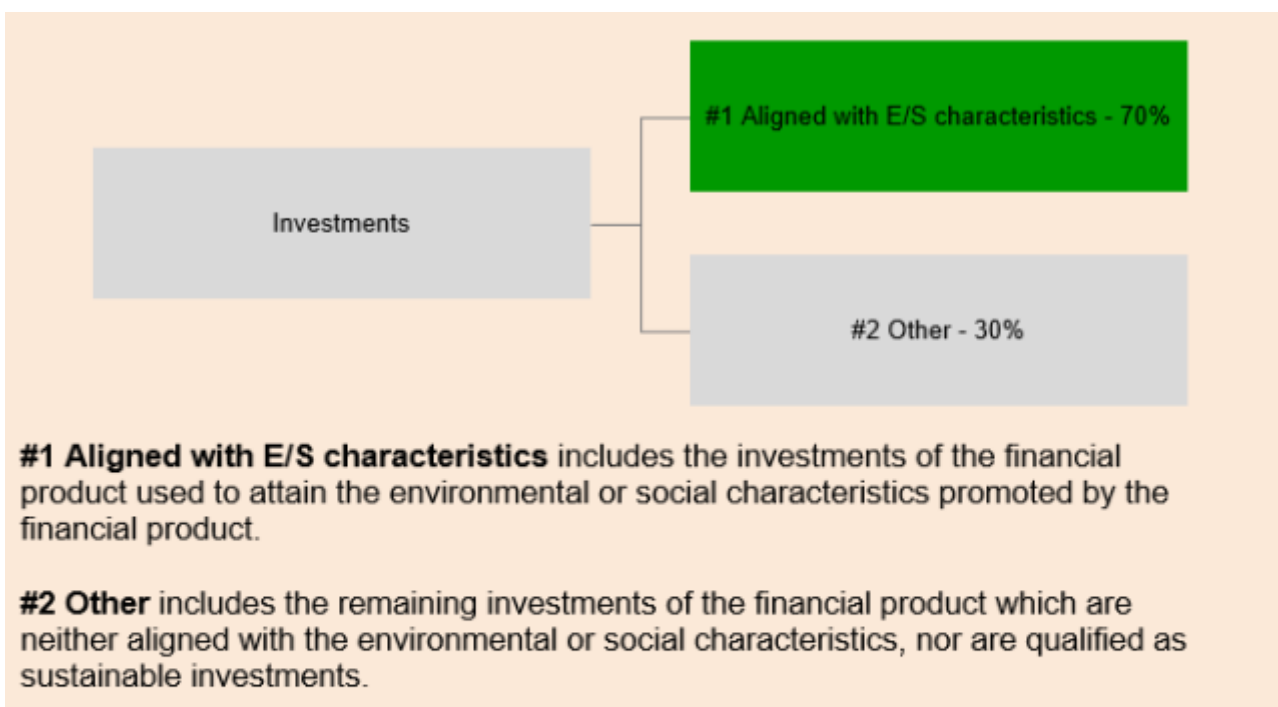 #1 Aligned with E/S characteristics - 70%
Investments
#2 Other - 30%
#1 Aligned with E/S characteristics includes the investments of the financial
product used to attain the environmental or social characteristics promoted by the
financial product.
#2 Other includes the remaining investments of the financial product which are
neither aligned with the environmental or social characteristics, nor are qualified as
sustainable investments.